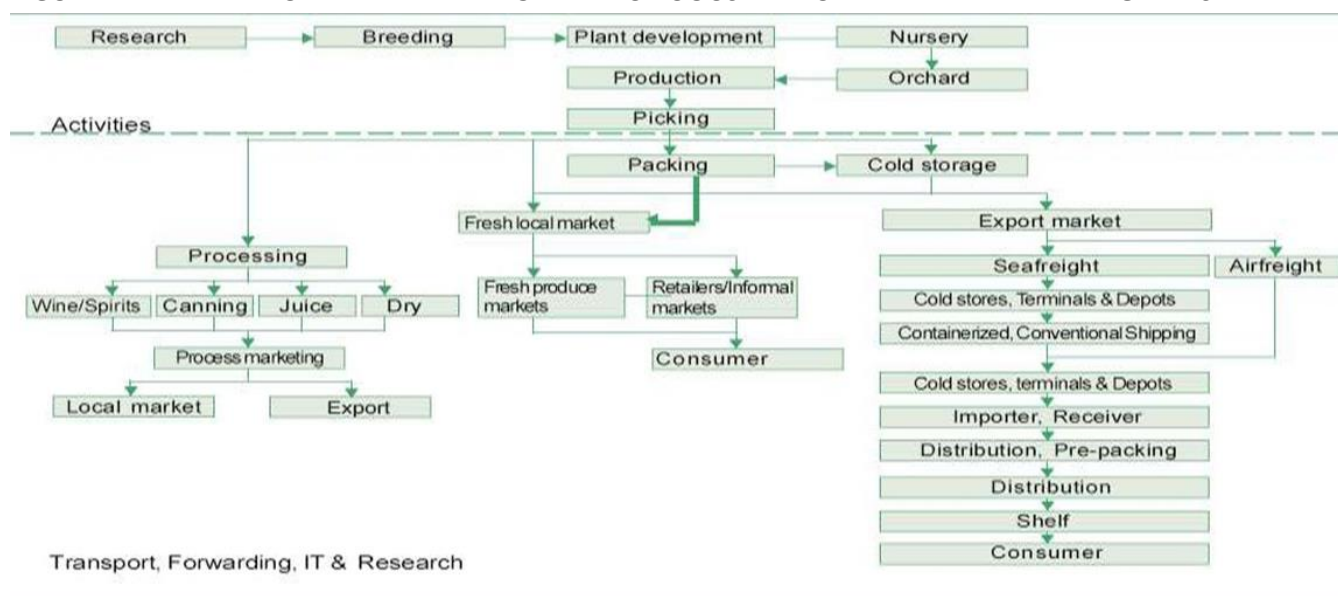 Research
Breeding
Plant development
Nursery
Production
Orchard
Activities
Picking
Packing
Cold storage
Fresh local market
Export market
Processing
Seafreight
Airfreight
Wine/Spirits
Canning
Juice
Dry
Fresh produce
markets
Retailers/Informal
markets
Cold stores, Terminals & Depots
Containerized, Conventional Shipping
Process marketing
Consumer
Cold stores, terminals & Depots
Local market
Export
Importer, Receiver
Distribution, Pre-packing
Distribution
Shelf
Consumer
Transport, Forwarding, IT & Research